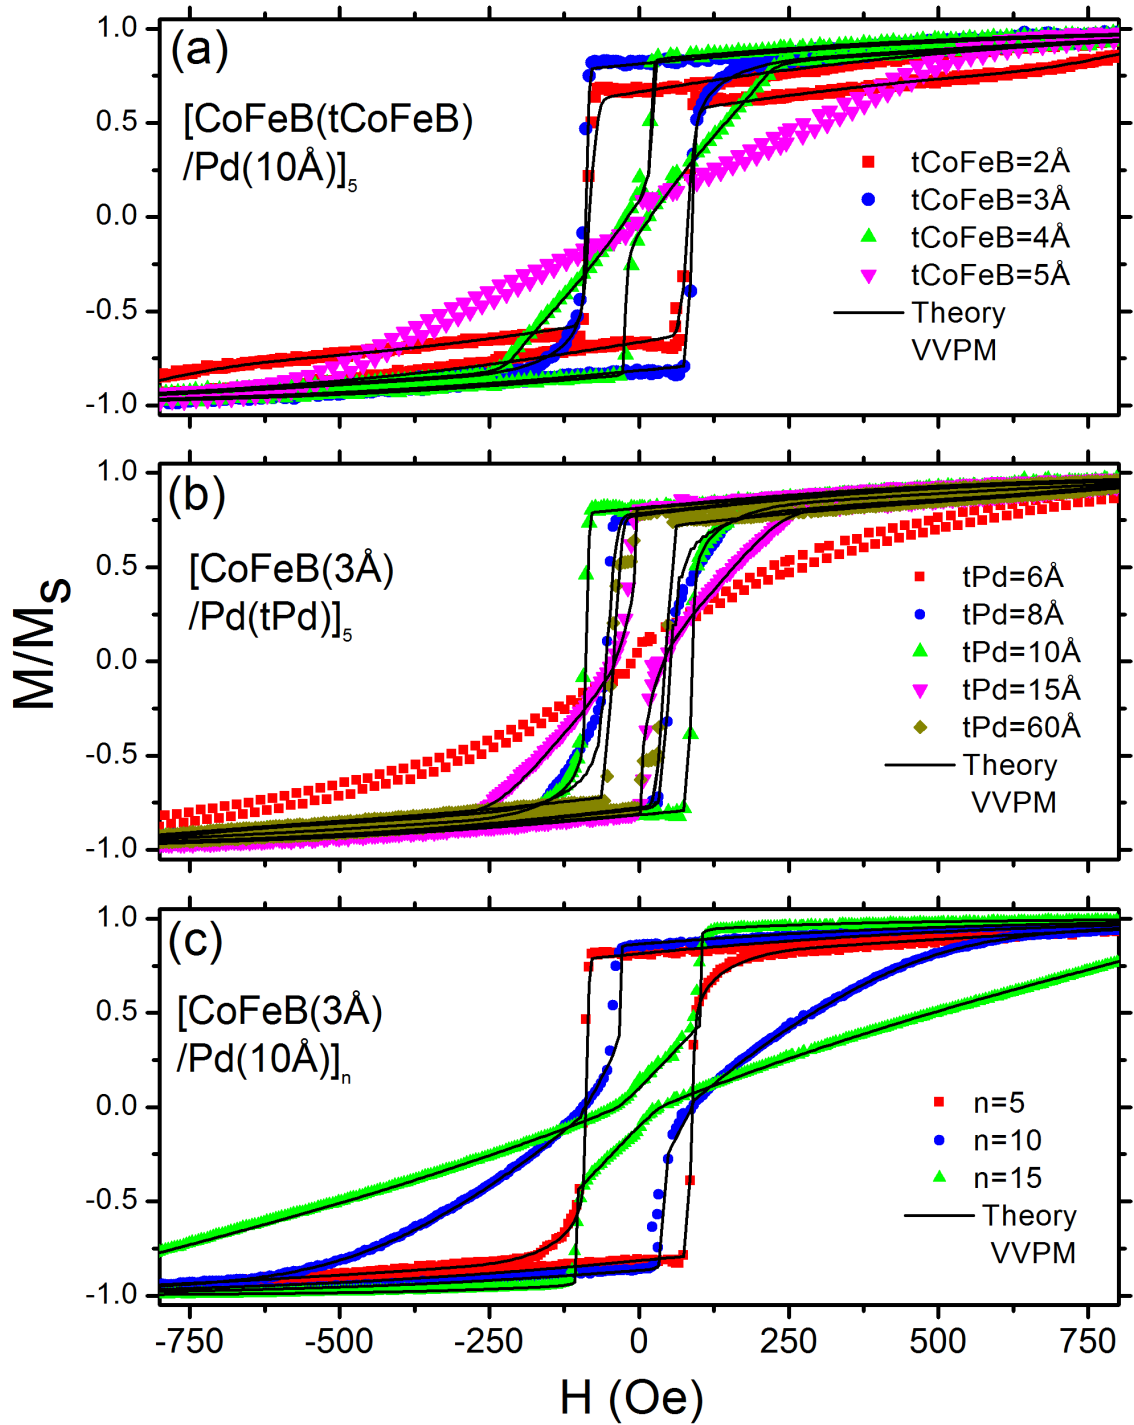 (a)
[CoFeB(tCoFeB)
/Pd(10Å)]5
tCoFeB=2Å
tCoFeB=3Å
tCoFeB=4Å
tCoFeB=5Å
Theory
VVPM
1.0
0.5
0.0
-0.5
-1.0
(b)
[CoFeB(3Å)
/Pd(tPd)]5
tPd=6Å
tPd=8Å
tPd=10Å
tPd=15Å
tPd=60Å
Theory
VVPM
1.0
0.5
0.0
-0.5
-1.0
M/Ms
(c)
[CoFeB(3Å)
/Pd(10Å)]n
n=5
n=10
n=15
Theory
VVPM
1.0
0.5
0.0
-0.5
-1.0
-750 -500 -250 0 250 500 750
H (Oe)